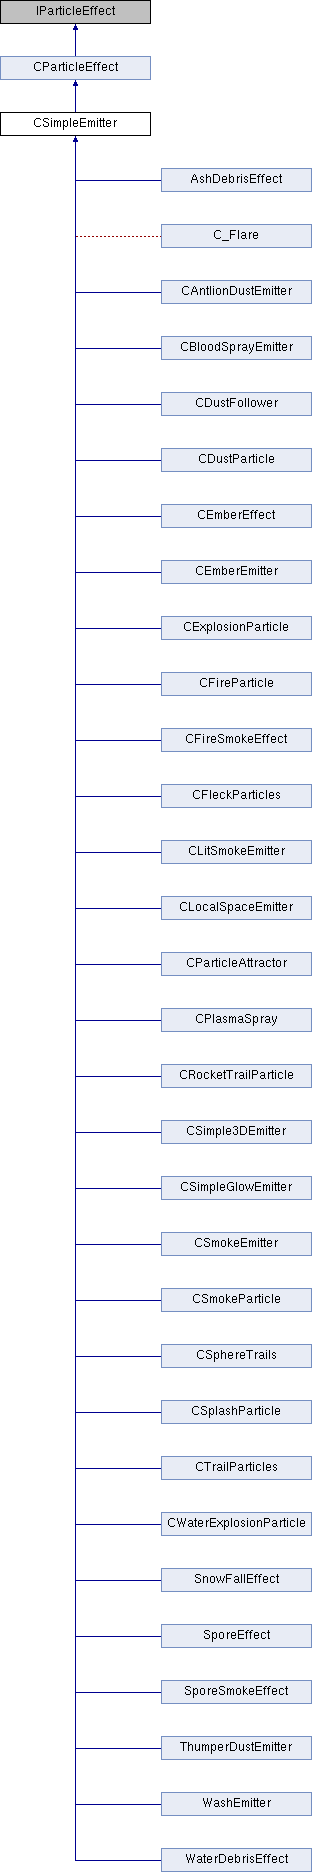 IParticleEffect
CParticleEffect
CSimpleEmitter
AshDebrisEffect
C_Flare
CAntlionDustEmitter
CBloodSprayEmitter
CDustFollower
CDustParticle
CEmberEffect
CEmberEmitter
CExplosionParticle
CFireParticle
CFireSmokeEffect
CFleckParticles
CLitSmokeEmitter
CLocalSpaceEmitter
CParticleAttractor
CPlasmaSpray
CRocketTrailParticle
CSimple3DEmitter
CSimpleGlowEmitter
CSmokeEmitter
CSmokeParticle
CSphereTrails
CSplashParticle
CTrailParticles
CWaterExplosionParticle
SnowFallEffect
SporeEffect
SporeSmokeEffect
ThumperDustEmitter
WashEmitter
WaterDebrisEffect